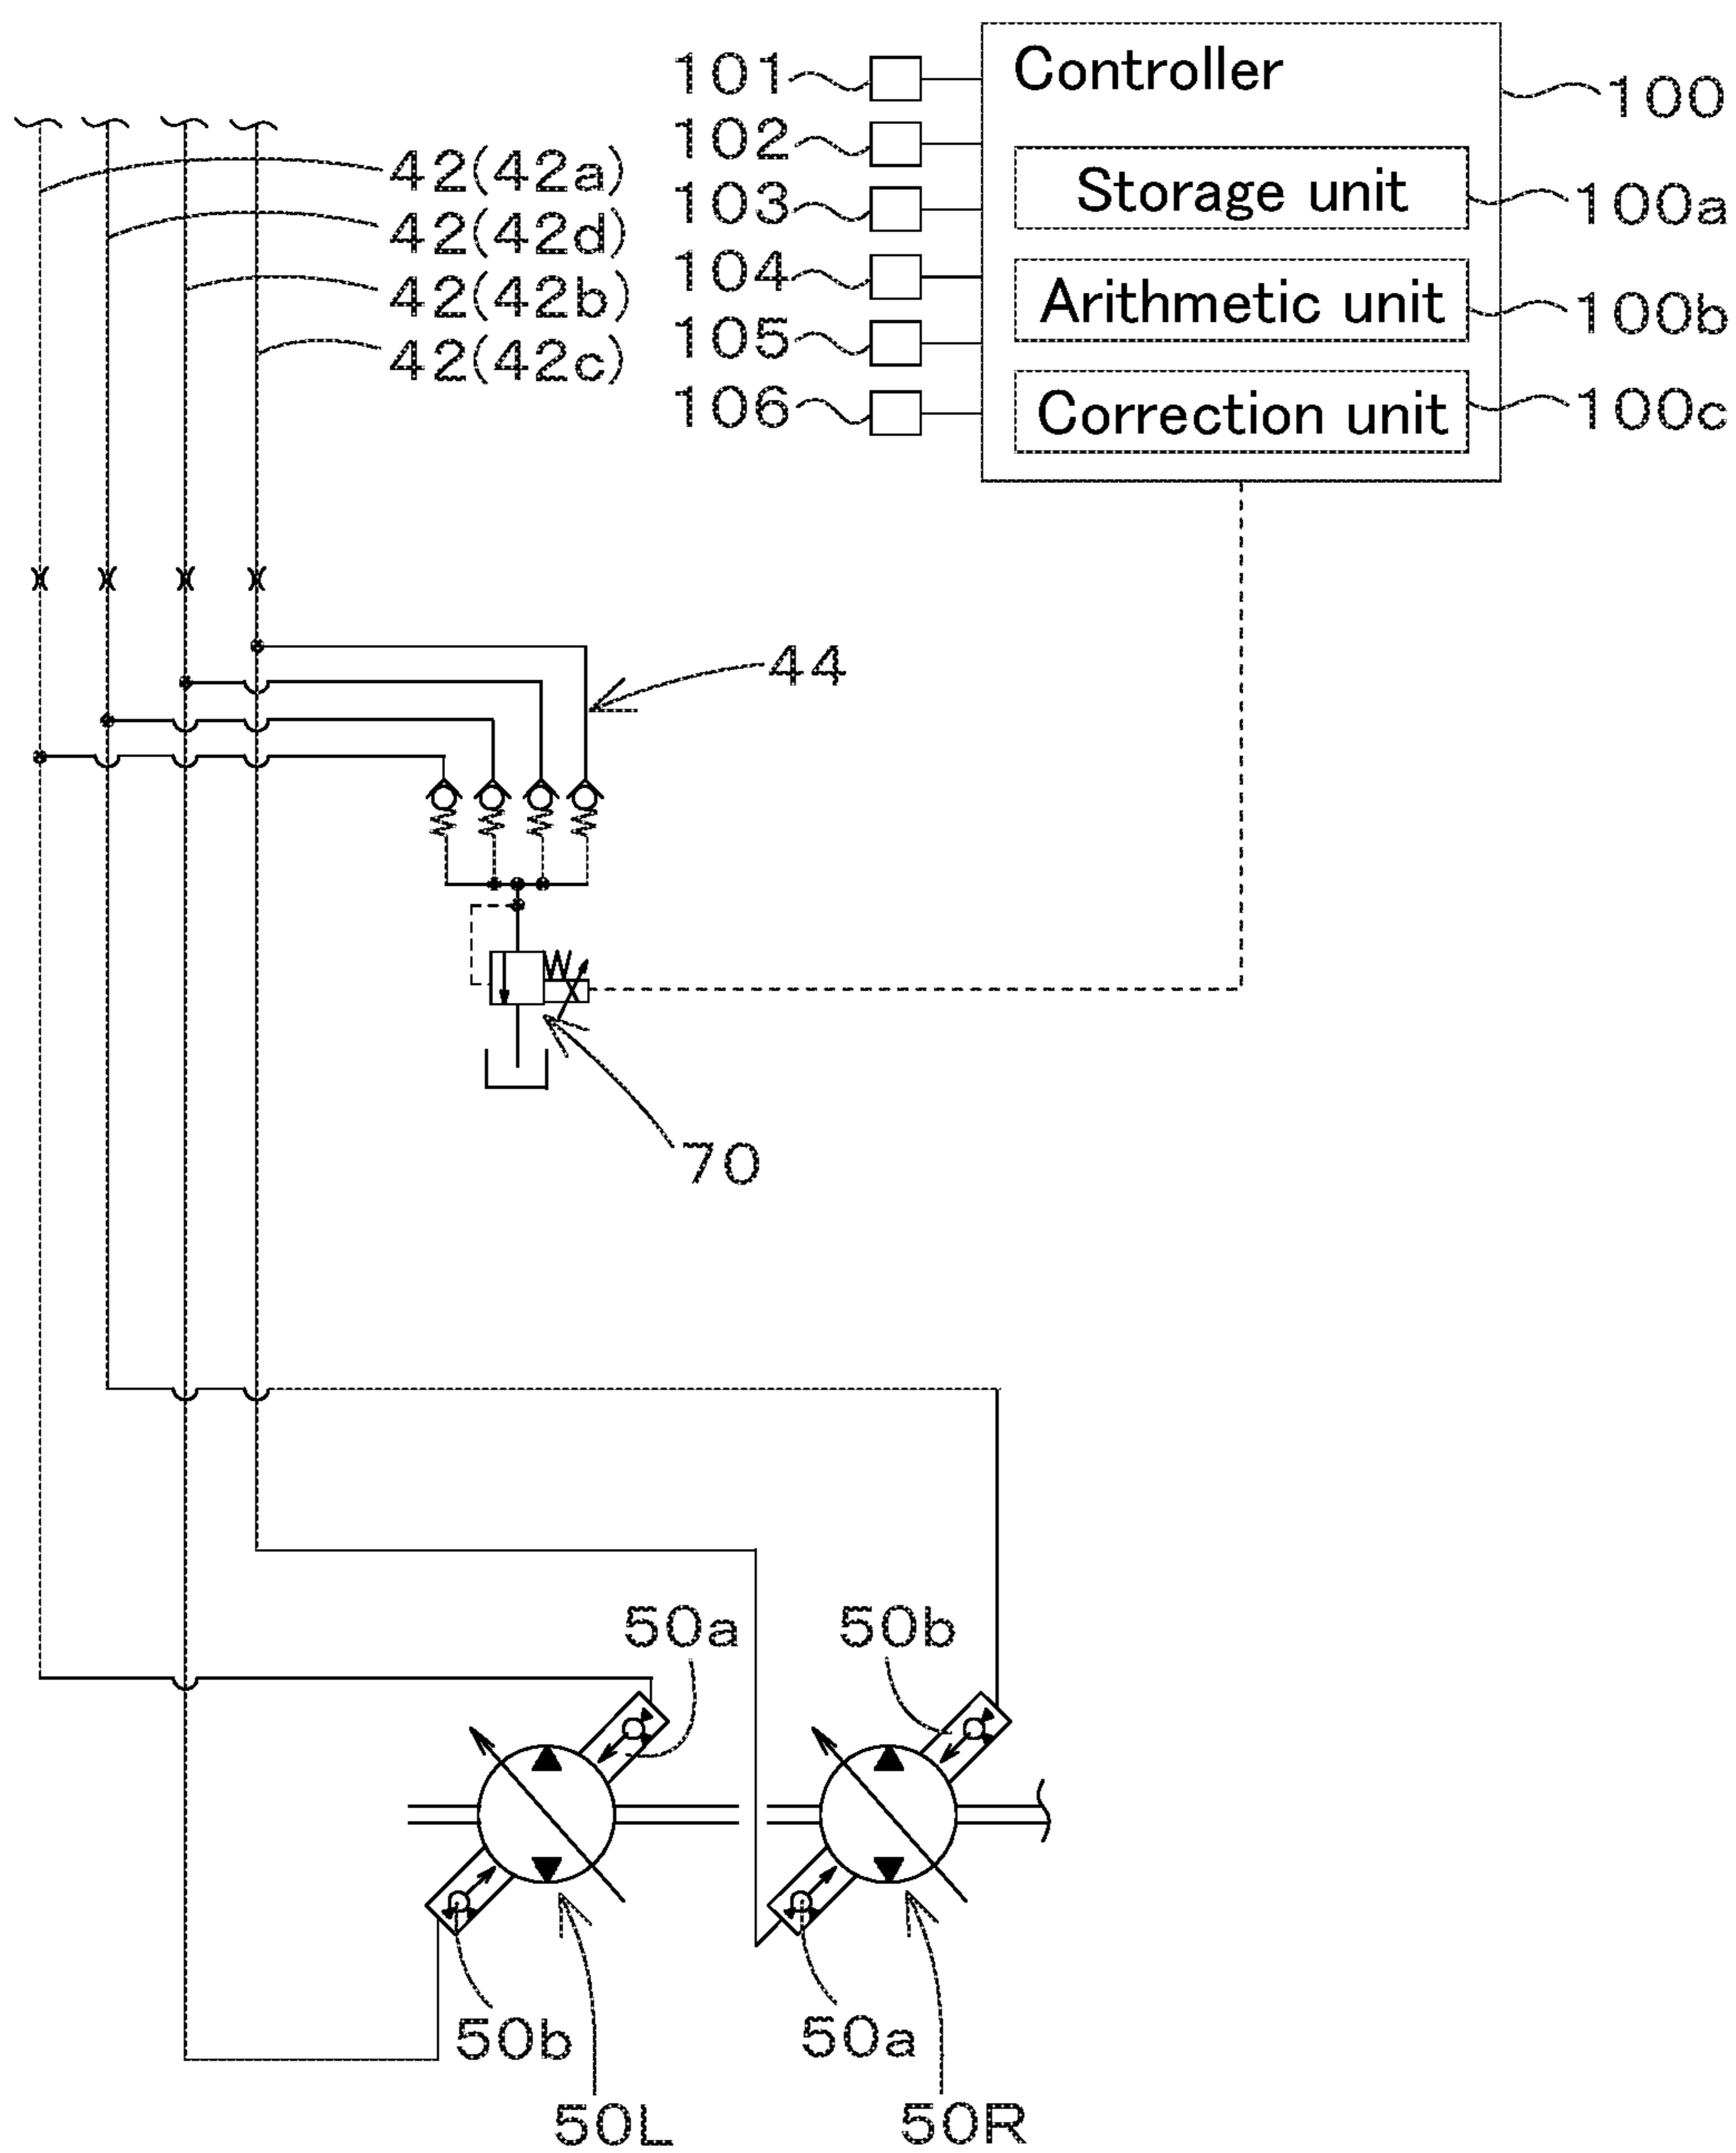 101
Controller
100
102
42(42a)
Storage unit
103
100a
42(42d)
104
42(42b)
Arithmetic unit
100b
105
42(42c)
106
Correction unit
100c
44
70
50a
50b
50b
50a
50L
50R